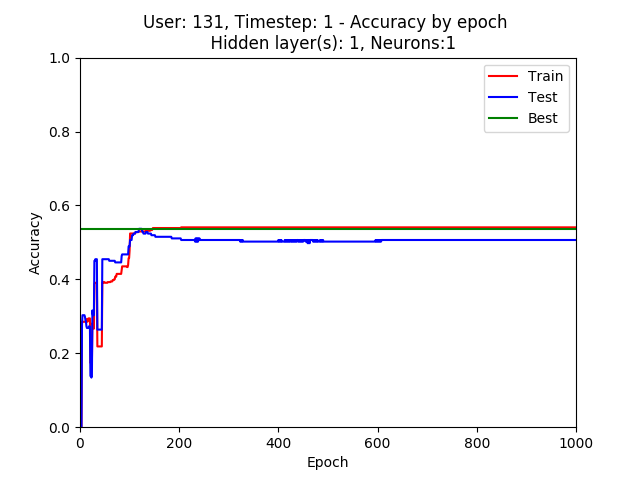 User: 131, Timestep: 1 - Accuracy by epoch
Hidden layer(s): 1, Neurons:1
1.0
Train
Test
Best
0.8
0.6
Accuracy
0.4
0.2
0.0
0 200 400 600 800 1000
Epoch